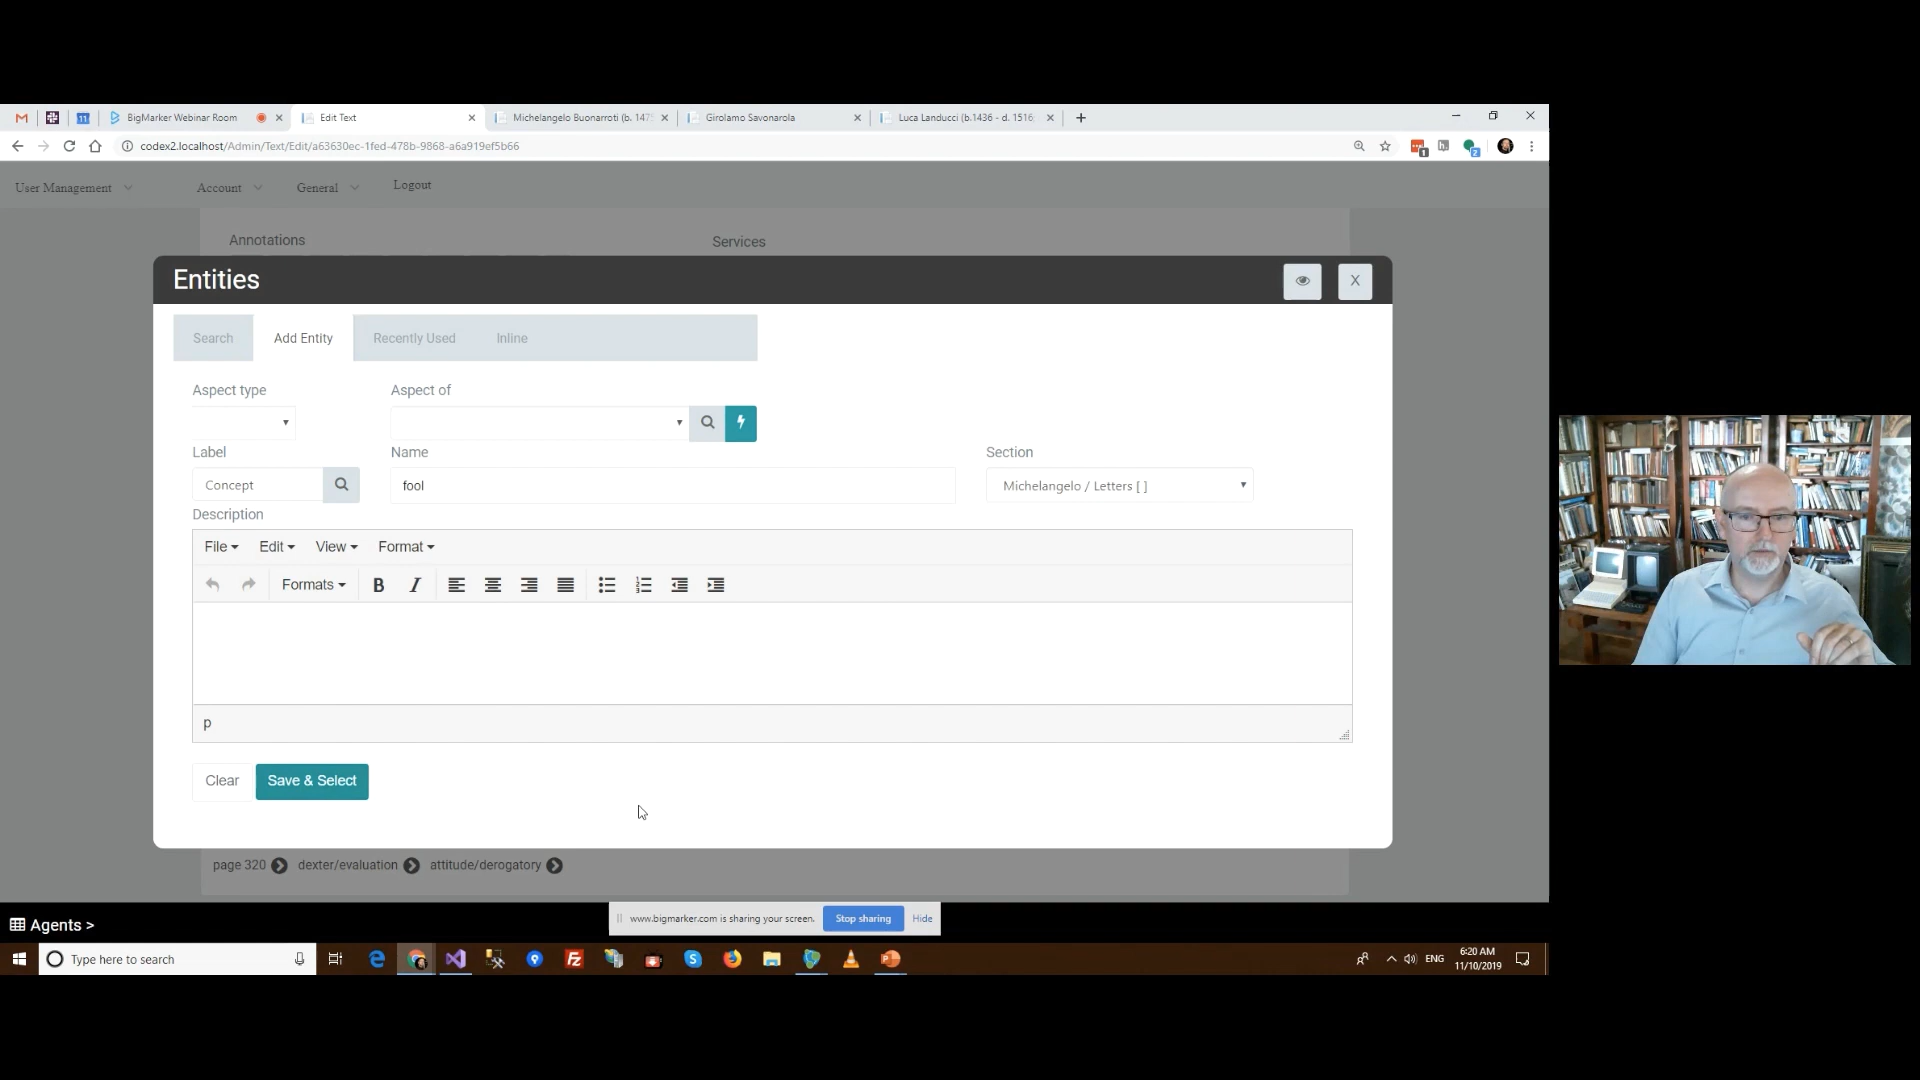 BigMarker Webinar Room
Edit Text
Michelangelo Buonarroti (b. 147
Girolamo Savonarola
Luca Landucci (b.1436 - d. 1516
codex2.localhost/Admin/Text/Edit/a63630ec-1fed-478b-9868-a6a919ef5b66
User Management
Account
General
Logout
Annotations
Services
Entities
X
Search
Add Entity
Recently Used
Inline
Aspect type
Aspect of
Label
Name
Section
Concept
fool
Michelangelo / Letters [ ]
Description
File
Edit
View
Format
Formats
B
I
p
Clear
Save & Select
page 320
dexter/evaluation
attitude/derogatory
Agents >
www.bigmarker.com is sharing your screen.
Stop sharing
Hide
Type here to search
ENG
6:20 AM
11/10/2019